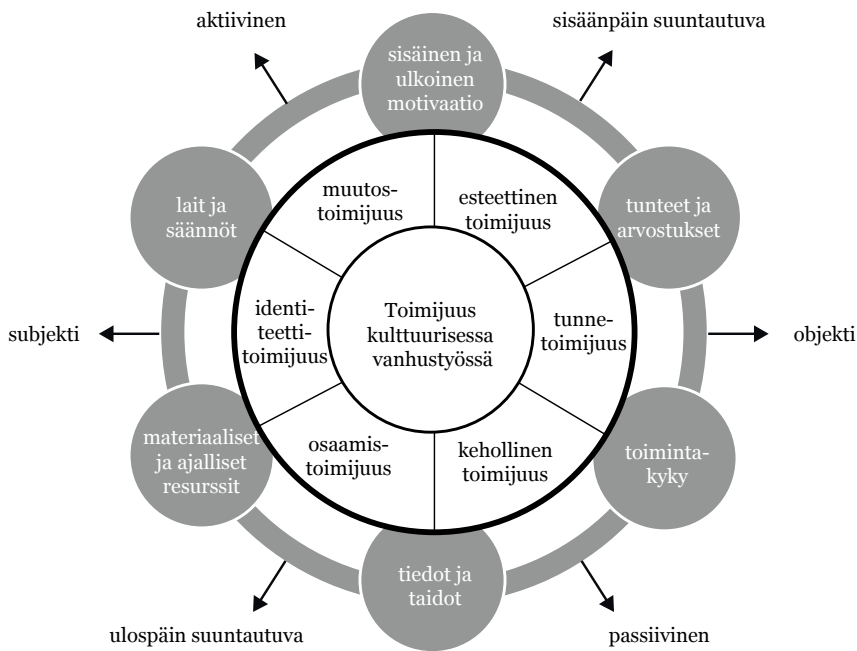 aktiivinen
sisäänpäin suuntautuva
sisäinen ja
ulkoinen
motivaatio
lait ja
säännöt
muutos-
toimijuus
esteettinen
toimijuus
tunteet ja
arvostukset
subjekti
identi-
teetti-
toimijuus
Toimijuus
kulttuurisessa
vanhustyössä
tunne-
toimijuus
objekti
materiaaliset
ja ajalliset
resurssit
osaamis-
toimijuus
kehollinen
toimijuus
toiminta-
kyky
tiedot ja
taidot
ulospäin suuntautuva
passiivinen